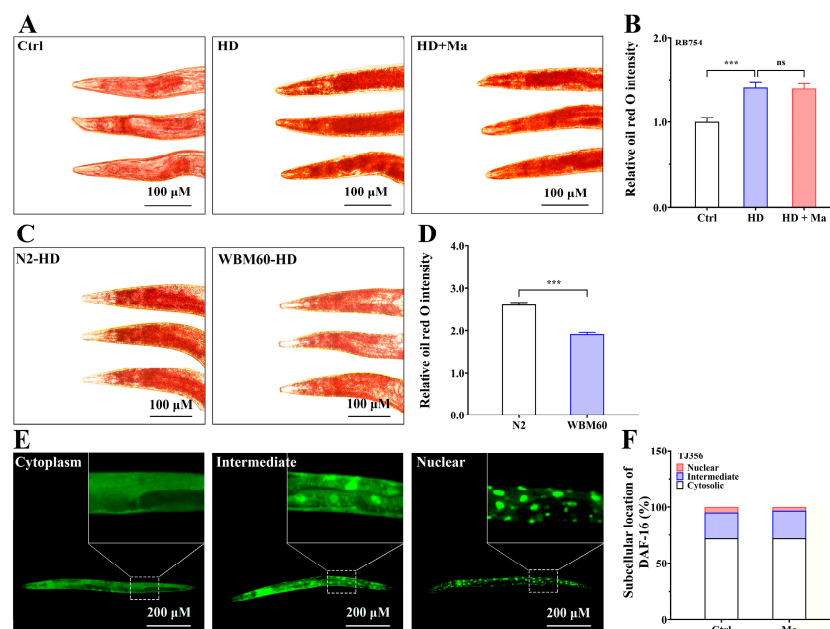 A
Ctrl
100 μM
HD
100 μM
HD+Ma
100 μM
B
RB754
Relative oil red O intensity
2.0
1.0
0.0
***
ns
Ctrl
HD
HD + Ma
C
N2-HD
100 μM
WBM60-HD
100 μM
D
Relative oil red O intensity
4.0
3.0
2.0
1.0
0.0
***
N2
WBM60
E
Cytoplasm
200 μM
Intermediate
200 μM
Nuclear
200 μM
F
TJ356
Nuclear
Intermediate
Cytosolic
Subcellular location of
DAF-16 (%)
150
100
50
0
Ctrl
Ma